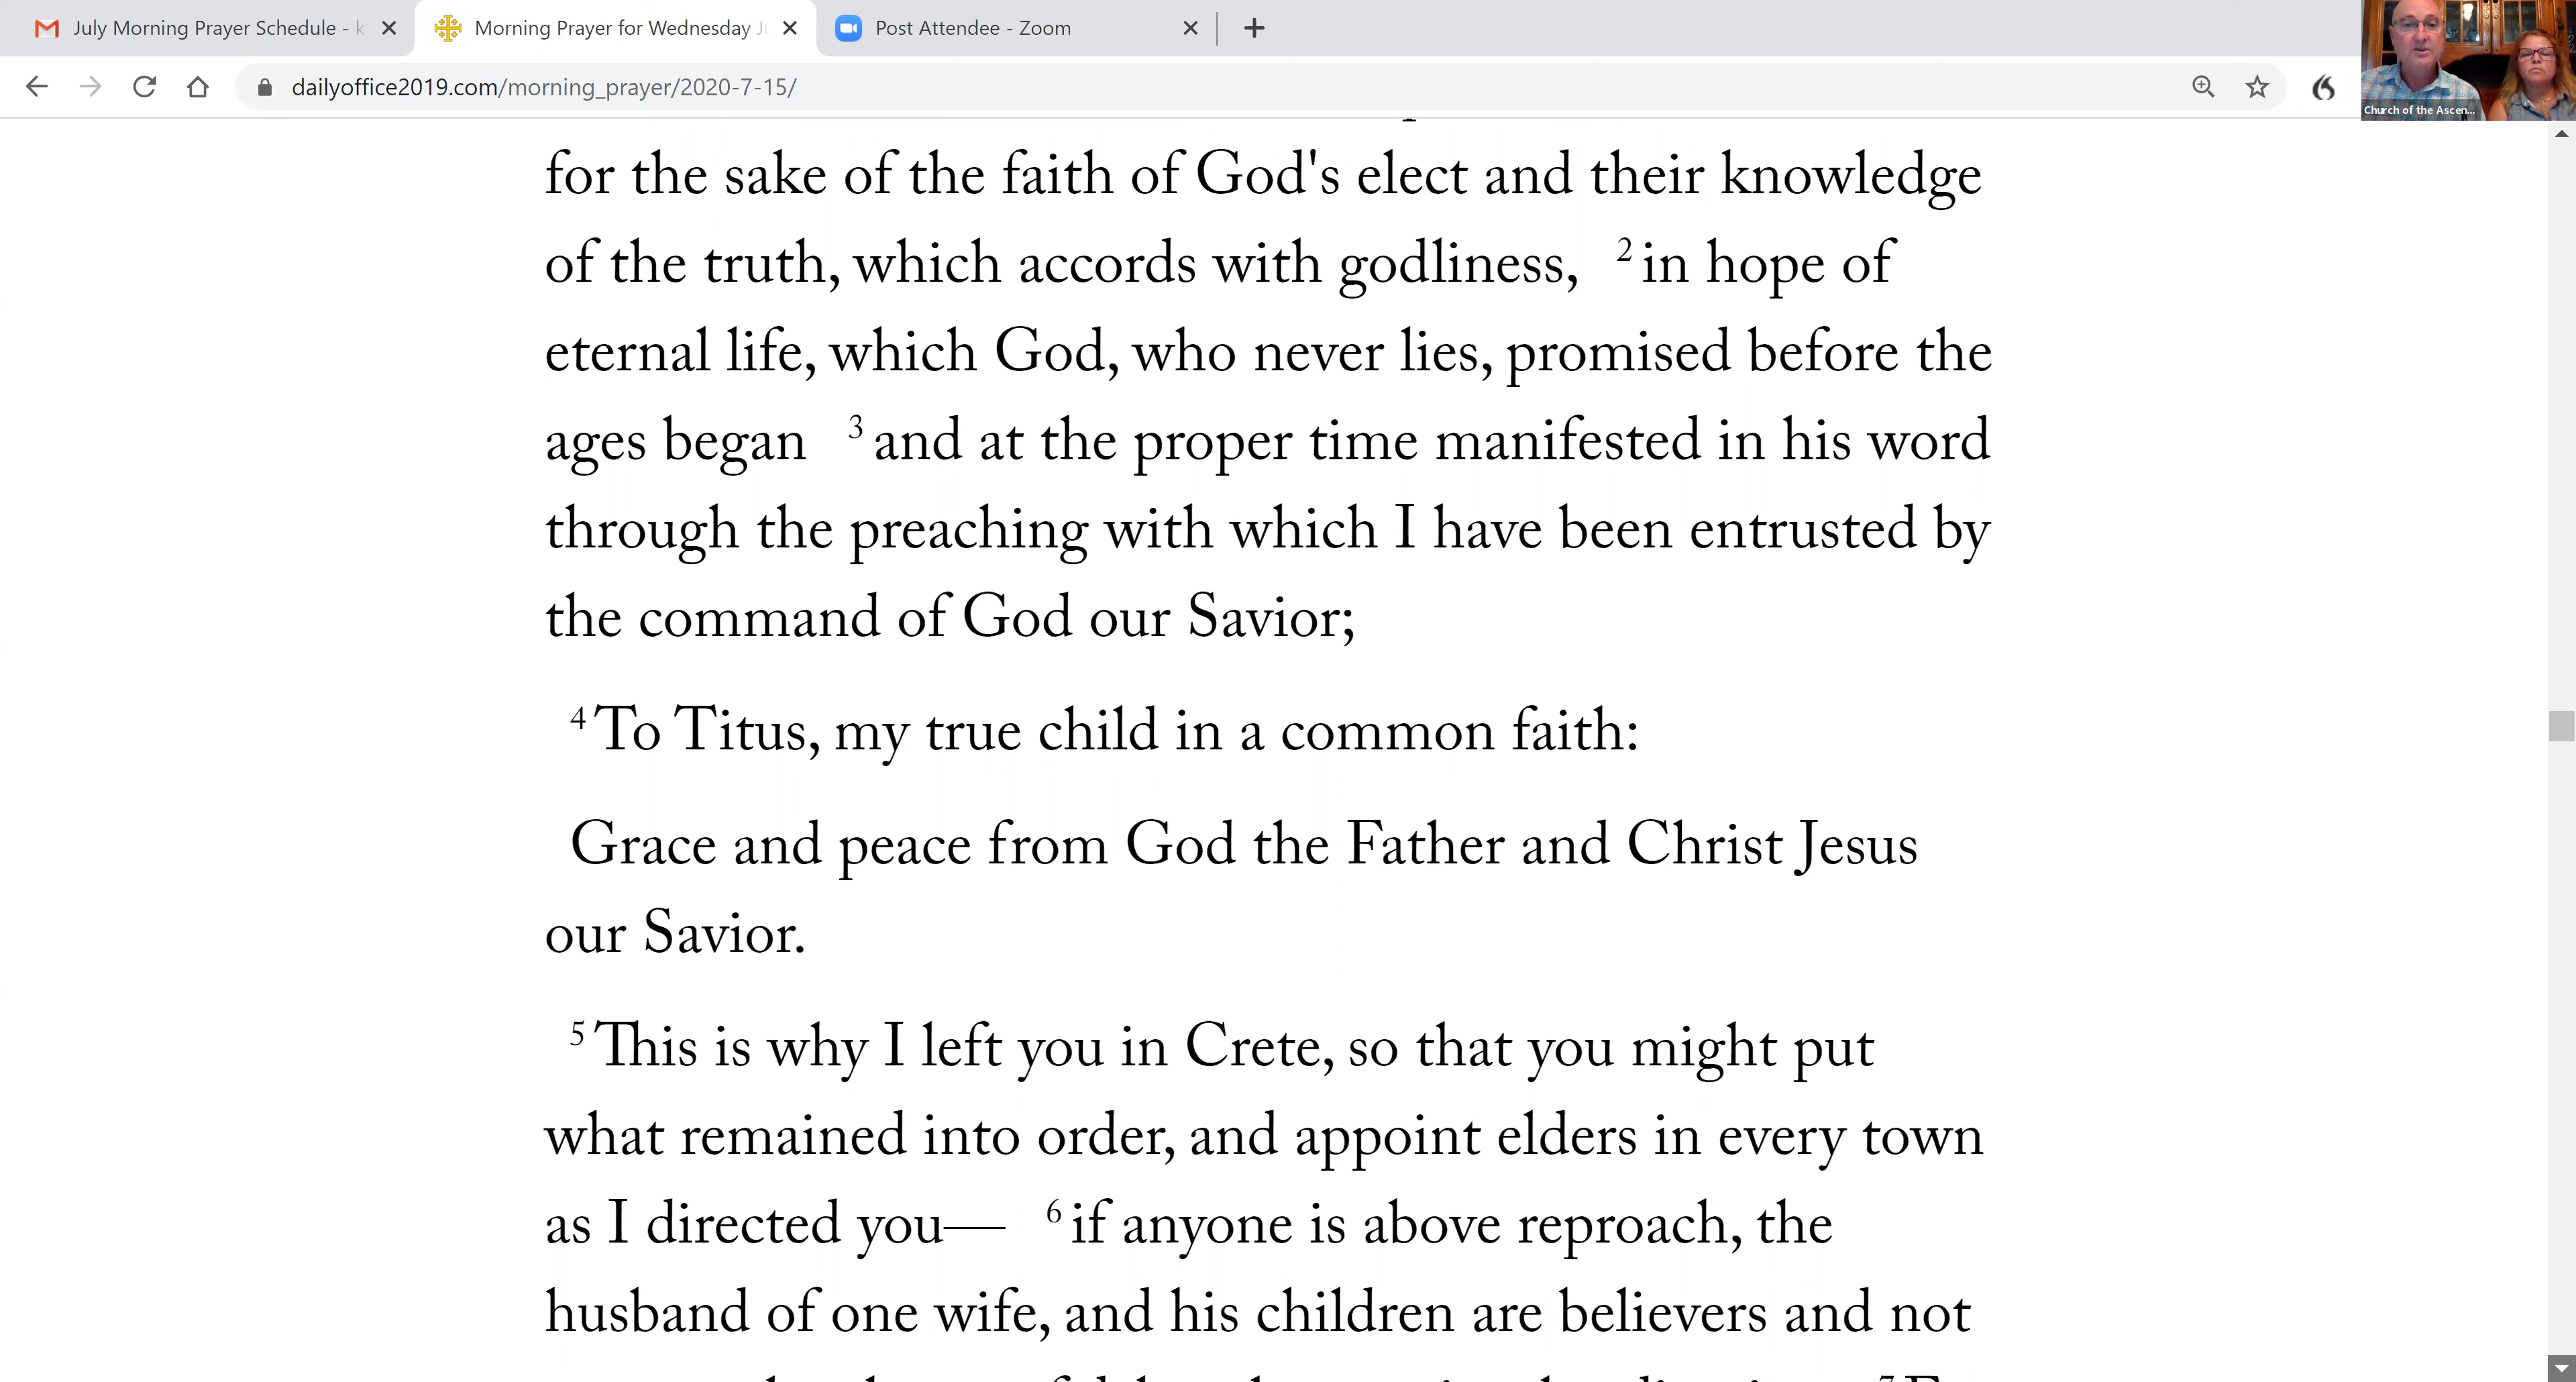 July Morning Prayer Schedule - k
Morning Prayer for Wednesday J
Post Attendee - Zoom
dailyoffice2019.com/morning_prayer/2020-7-15/
Church of the Ascen...
for the sake of the faith of God's elect and their knowledge
of the truth, which accords with godliness, 2 in hope of
eternal life, which God, who never lies, promised before the
ages began 3 and at the proper time manifested in his word
through the preaching with which I have been entrusted by
the command of God our Savior;
4 To Titus, my true child in a common faith:
Grace and peace from God the Father and Christ Jesus
our Savior.
5 This is why I left you in Crete, so that you might put
what remained into order, and appoint elders in every town
as I directed you— 6 if anyone is above reproach, the
husband of one wife, and his children are believers and not